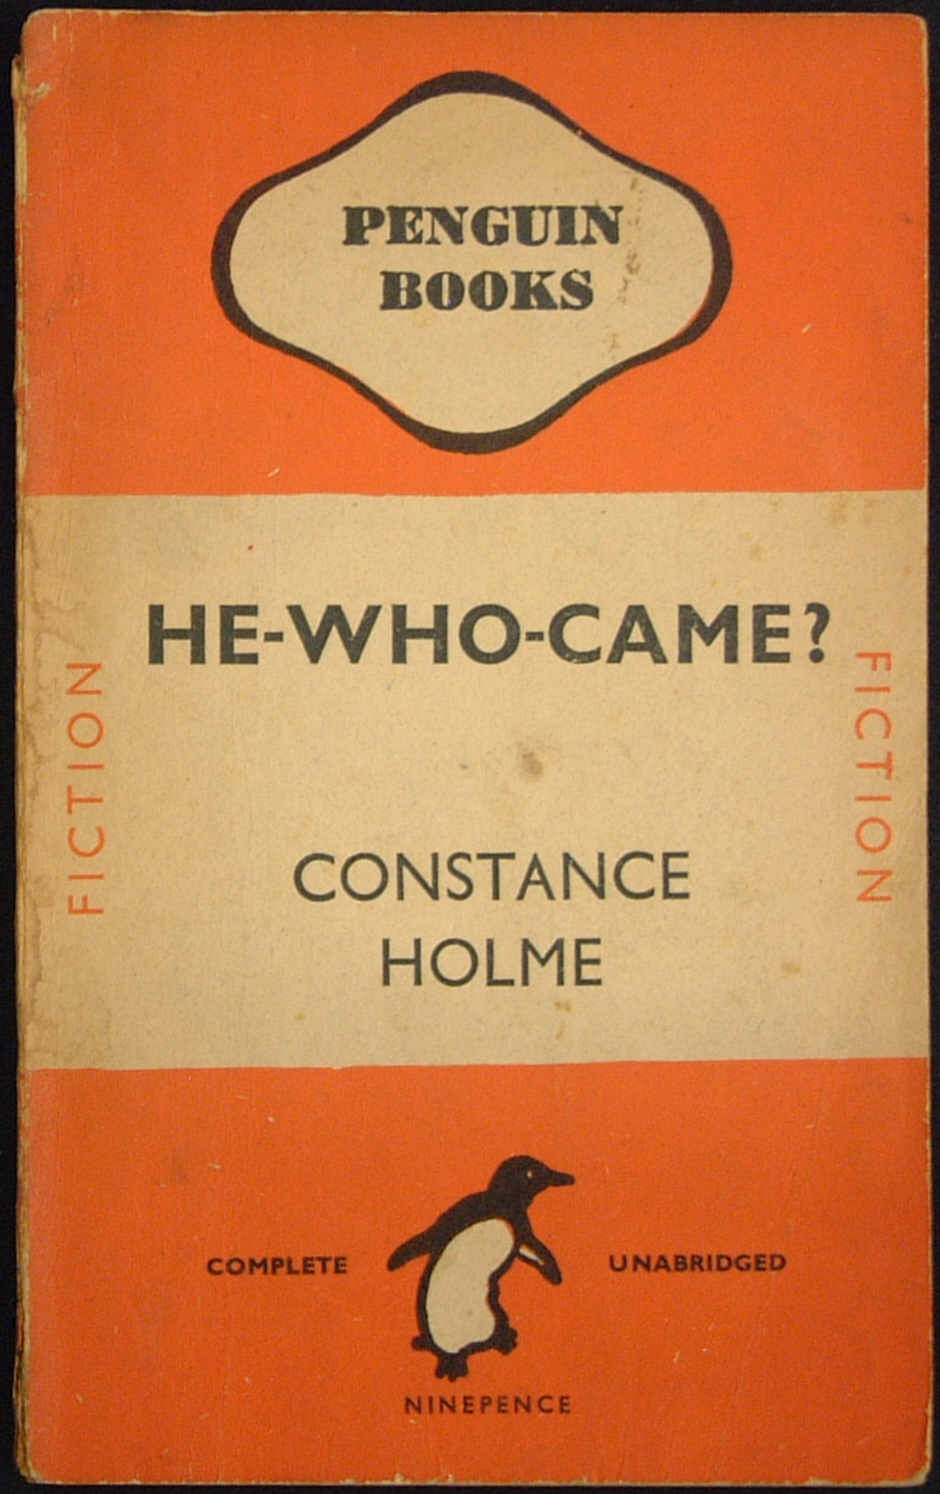 PENGUIN
BOOKS
HE-WHO-CAME?
FICTION
FICTION
CONSTANCE
HOLME
COMPLETE
UNABRIDGED
NINEPENCE